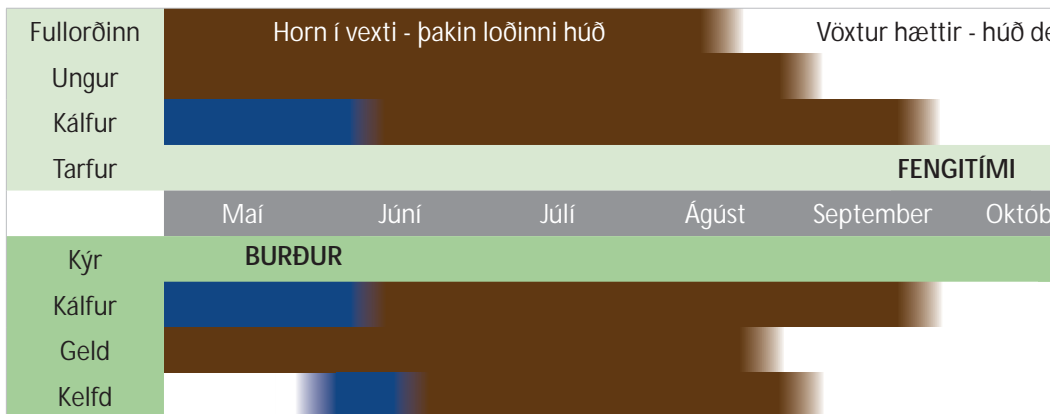 Fullorðinn Horn í vexti - þakin loðinni húð Vöxtur hættir - húð de
Ungur
Kálfur
Tarfur FENGITÍMI
Maí Júní Júlí Ágúst September Októb
Kýr BURÐUR
Kálfur
Geld
Kelfd